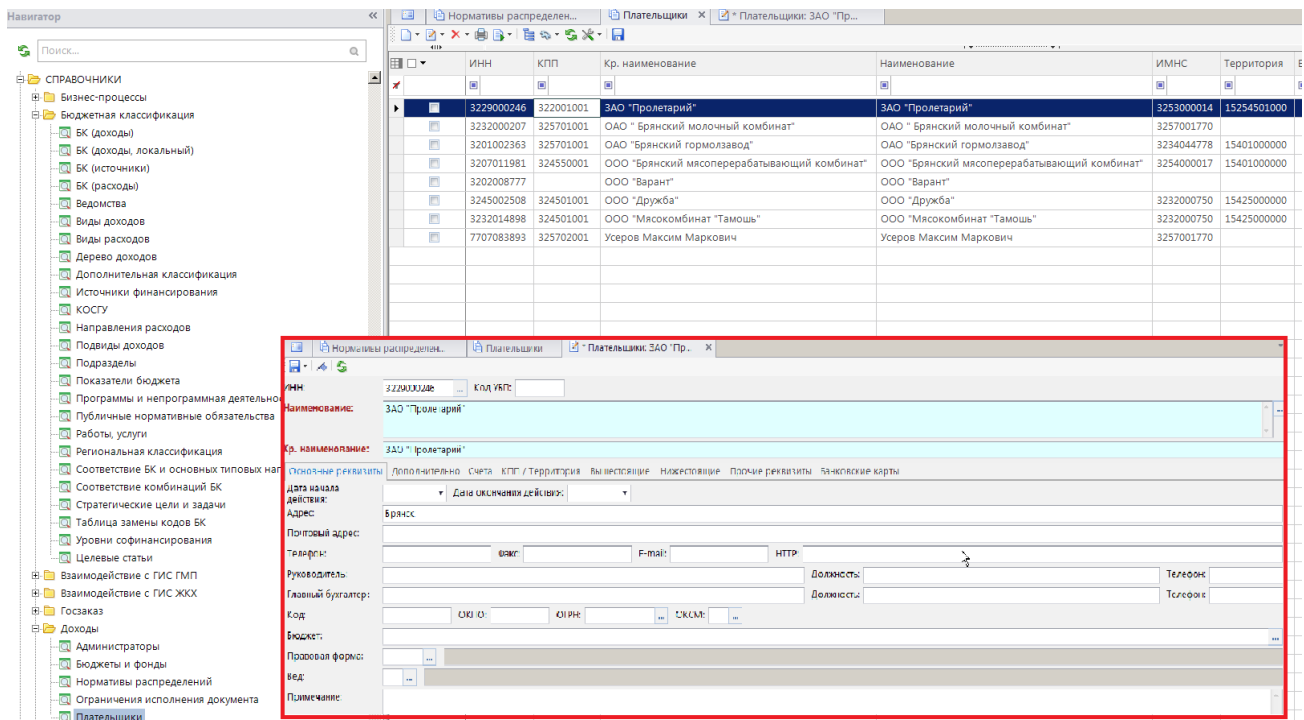 Навигатор
Нормативы распределен...
Плательщики
* Плательщики: ЗАО "Пр...
Поиск...
СПРАВОЧНИКИ
Бизнес-процессы
Бюджетная классификация
БК (доходы)
БК (доходы, локальный)
БК (источники)
БК (расходы)
Ведомства
Виды доходов
Виды расходов
Дерево доходов
Дополнительная классификация
Источники финансирования
КОСГУ
Направления расходов
Подвиды доходов
Подразделы
Показатели бюджета
Программы и непрограммная
Публичные нормативные обязательства
Работы, услуги
Региональная классификация
Соответствие БК и основных типовых
Соответствие комбинаций БК
Стратегические цели и задачи
Таблица замены кодов БК
Уровни софинансирования
Целевые статьи
Взаимодействие с ГИС ГМП
Взаимодействие с ГИС ЖКХ
Госзаказ
Доходы
Администраторы
Бюджеты и фонды
Нормативы распределений
Ограничения исполнения документа
Плательщики
ИНН КПП Кр. наименование Наименование ИМНС Территория
3229000246 322001001 ЗАО "Пролетарий" ЗАО "Пролетарий" 3253000014 15254501000
3232000207 325701001 ОАО " Брянский молочный комбинат" ОАО " Брянский молочный комбинат" 3257001770
3201002363 325701001 ОАО "Брянский гормолзавод" ОАО "Брянский гормолзавод" 3234044778 15401000000
3207011981 324550001 ООО "Брянский мясоперерабатывающий комбинат" ООО "Брянский мясоперерабатывающий комбинат" 3254000017 15401000000
3202008777 ООО "Варант" ООО "Варант"
3245002508 324501001 ООО "Дружба" ООО "Дружба" 3232000750 15425000000
3232014898 324501001 ООО "Мясокомбинат "Тамошь" ООО "Мясокомбинат "Тамошь" 3232000750 15425000000
7707083893 325702001 Усеров Максим Маркович Усеров Максим Маркович 3257001770
Нормативы распределен...
Плательщики
* Плательщики: ЗАО "Пр...
ИНН: 3229000246 ... Код УБП:
Наименование: ЗАО "Пролетарий"
Кр. наименование: ЗАО "Пролетарий"
Основные реквизиты Дополнительно Счета КПП / Территория Вышестоящие Нижестоящие Прочие реквизиты Банковские карты
Дата начала действия: Дата окончания действия:
Адрес: Брянск
Почтовый адрес:
Телефон: Факс: E-mail: HTTP:
Руководитель: Должность: Телефон:
Главный бухгалтер: Должность: Телефон:
Код: ОКПО: ОГРН: ... ОКСМ: ...
Бюджет: ...
Правовая форма: ...
Вед: ...
Примечание: